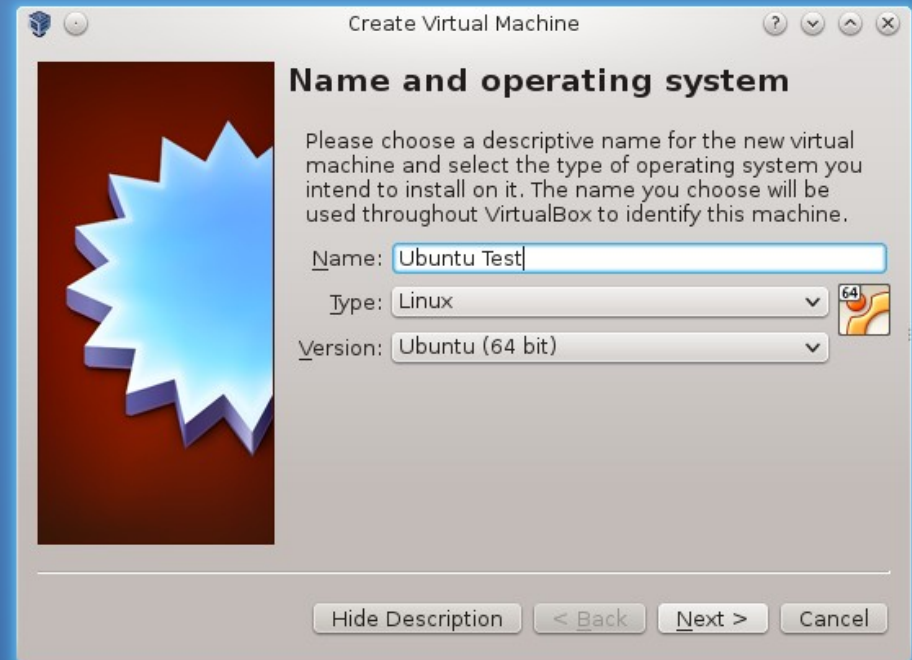 Create Virtual Machine
Name and operating system
Please choose a descriptive name for the new virtual
machine and select the type of operating system you
intend to install on it. The name you choose will be
used throughout VirtualBox to identify this machine.
Name: Ubuntu Test
Type: Linux
64
Version: Ubuntu (64 bit)
Hide Description < Back Next > Cancel